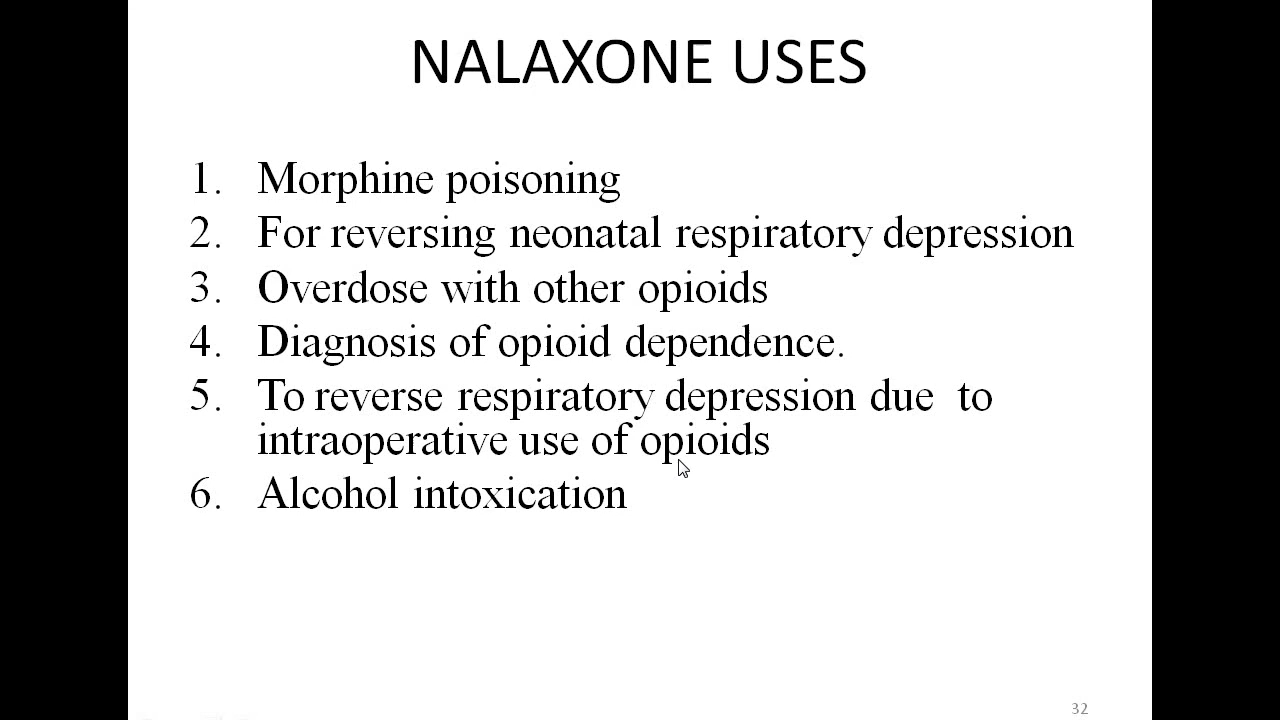 NALAXONE USES
1. Morphine poisoning
2. For reversing neonatal respiratory depression
3. Overdose with other opioids
4. Diagnosis of opioid dependence.
5. To reverse respiratory depression due  to
intraoperative use of opioids
6. Alcohol intoxication
32